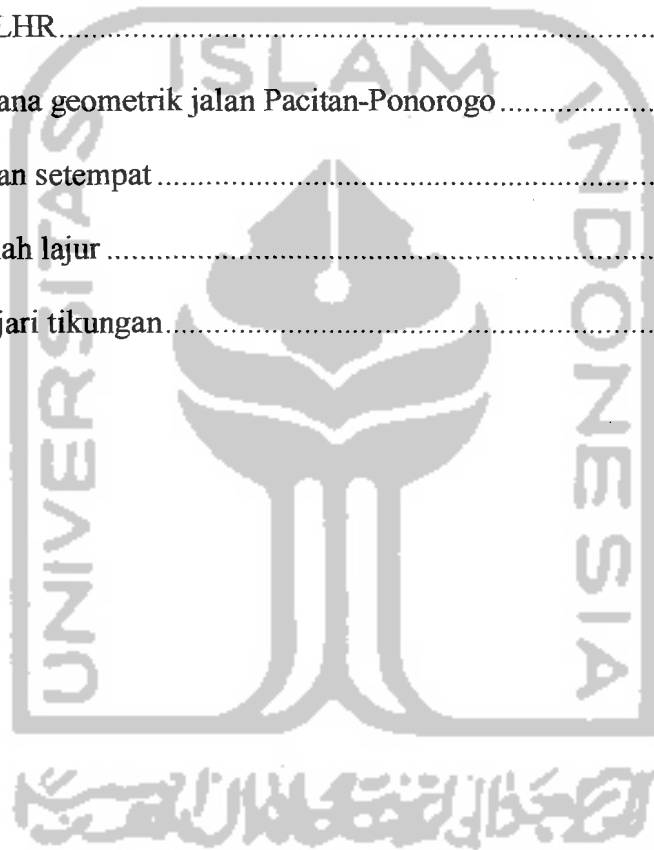 LHR
ana geometrik jalan Pacitan-Ponorogo
an setempat
ah lajur
jari tikungan
UNIVERSITAS
ISLAM
INDONESIA